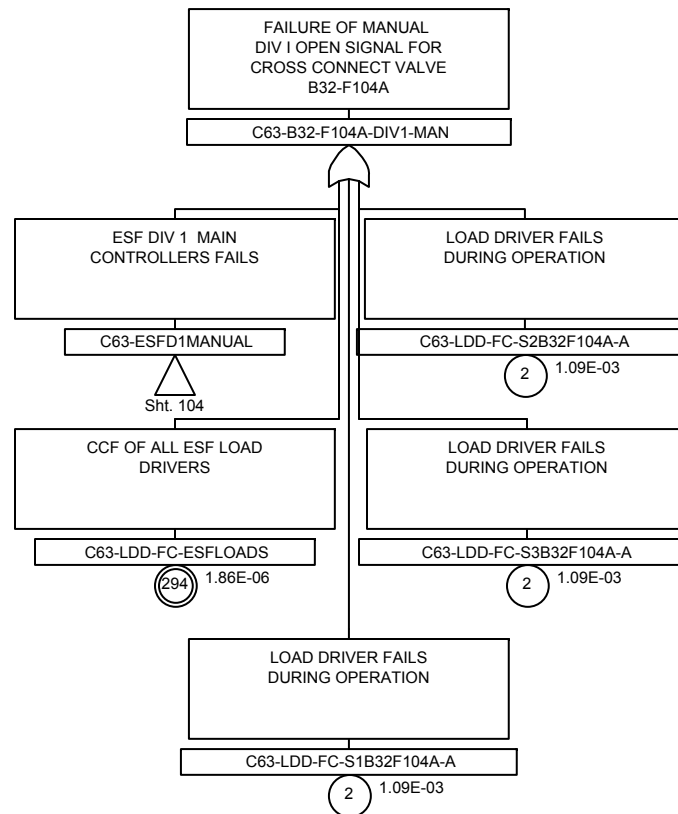 FAILURE OF MANUAL
DIV I OPEN SIGNAL FOR
CROSS CONNECT VALVE
B32-F104A
C63-B32-F104A-DIV1-MAN
ESF DIV 1 MAIN
CONTROLLERS FAILS
C63-ESFD1MANUAL
Sht. 104
LOAD DRIVER FAILS
DURING OPERATION
C63-LDD-FC-S2B32F104A-A
2
1.09E-03
CCF OF ALL ESF LOAD
DRIVERS
C63-LDD-FC-ESFLOADS
294
1.86E-06
LOAD DRIVER FAILS
DURING OPERATION
C63-LDD-FC-S3B32F104A-A
2
1.09E-03
LOAD DRIVER FAILS
DURING OPERATION
C63-LDD-FC-S1B32F104A-A
2
1.09E-03